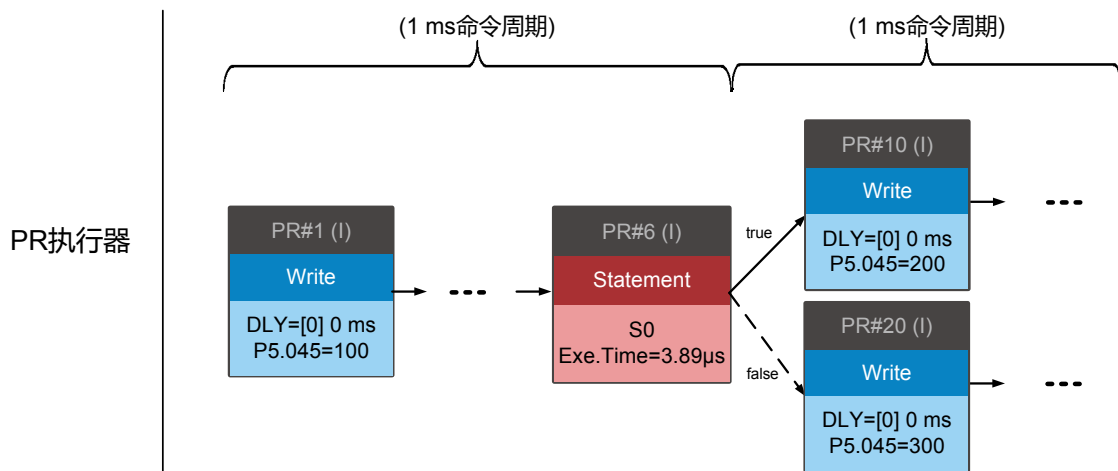 (1 ms命令周期)
(1 ms命令周期)
PR执行器
PR#1 (I)
Write
DLY=[0] 0 ms
P5.045=100
PR#6 (I)
Statement
S0
Exe.Time=3.89μs
true
false
PR#10 (I)
Write
DLY=[0] 0 ms
P5.045=200
PR#20 (I)
Write
DLY=[0] 0 ms
P5.045=300